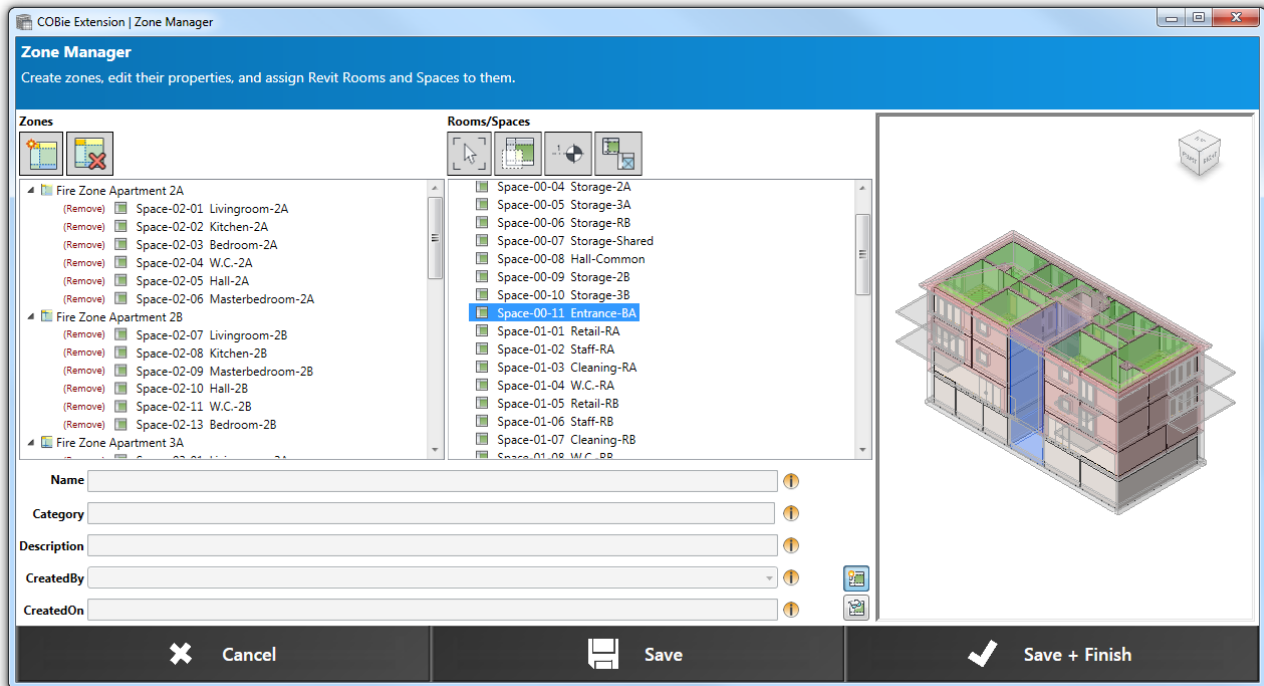 COBie Extension | Zone Manager
Zone Manager
Create zones, edit their properties, and assign Revit Rooms and Spaces to them.
Zones
Fire Zone Apartment 2A
(Remove) Space-02-01 Livingroom-2A
(Remove) Space-02-02 Kitchen-2A
(Remove) Space-02-03 Bedroom-2A
(Remove) Space-02-04 W.C.-2A
(Remove) Space-02-05 Hall-2A
(Remove) Space-02-06 Masterbedroom-2A
Fire Zone Apartment 2B
(Remove) Space-02-07 Livingroom-2B
(Remove) Space-02-08 Kitchen-2B
(Remove) Space-02-09 Masterbedroom-2B
(Remove) Space-02-10 Hall-2B
(Remove) Space-02-11 W.C.-2B
(Remove) Space-02-13 Bedroom-2B
Fire Zone Apartment 3A
Rooms/Spaces
Space-00-04 Storage-2A
Space-00-05 Storage-3A
Space-00-06 Storage-RB
Space-00-07 Storage-Shared
Space-00-08 Hall-Common
Space-00-09 Storage-2B
Space-00-10 Storage-3B
Space-00-11 Entrance-BA
Space-01-01 Retail-RA
Space-01-02 Staff-RA
Space-01-03 Cleaning-RA
Space-01-04 W.C.-RA
Space-01-05 Retail-RB
Space-01-06 Staff-RB
Space-01-07 Cleaning-RB
Space-01-08 W.C.-RB
Name
Category
Description
CreatedBy
CreatedOn
Cancel
Save
Save + Finish